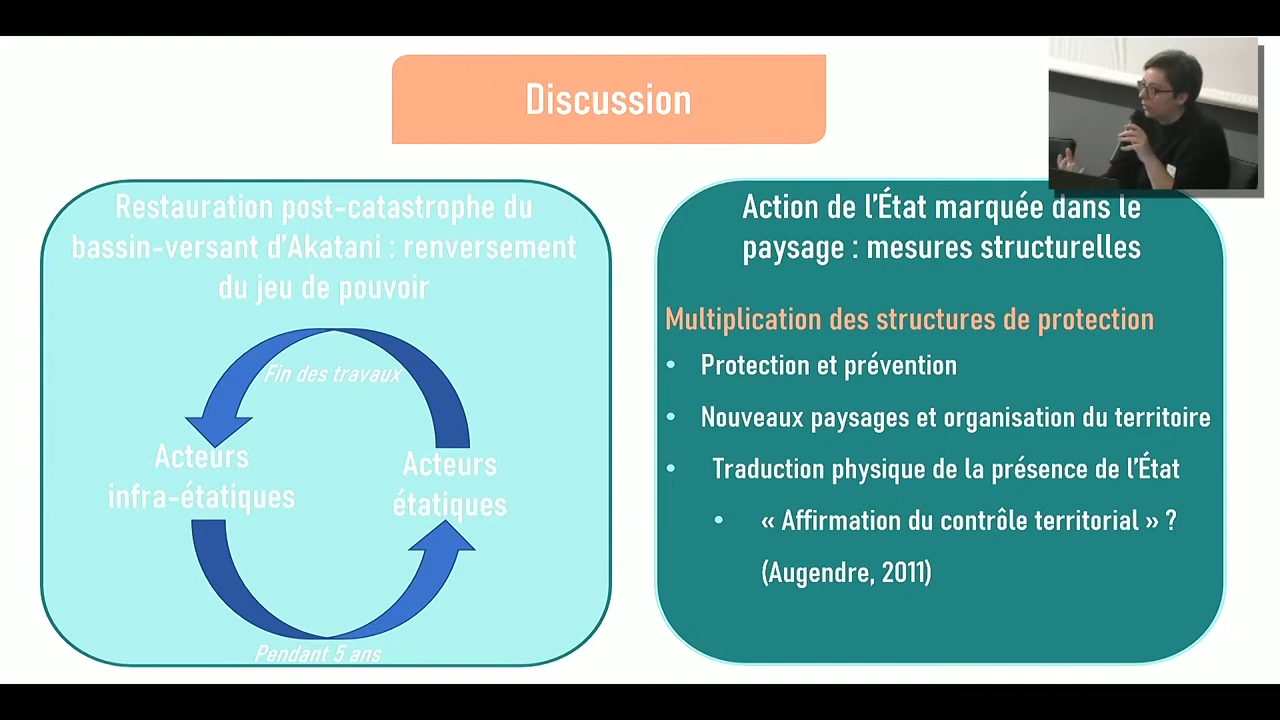 Discussion
Restauration post-catastrophe du
bassin-versant d'Akatani : renversement
du jeu de pouvoir
Fin des travaux
Acteurs
infra-étatiques
Acteurs
étatiques
Pendant 5 ans
Action de l'État marquée dans le
paysage : mesures structurelles
Multiplication des structures de protection
• Protection et prévention
• Nouveaux paysages et organisation du territoire
• Traduction physique de la présence de l'État
• « Affirmation du contrôle territorial » ?
(Augendre, 2011)